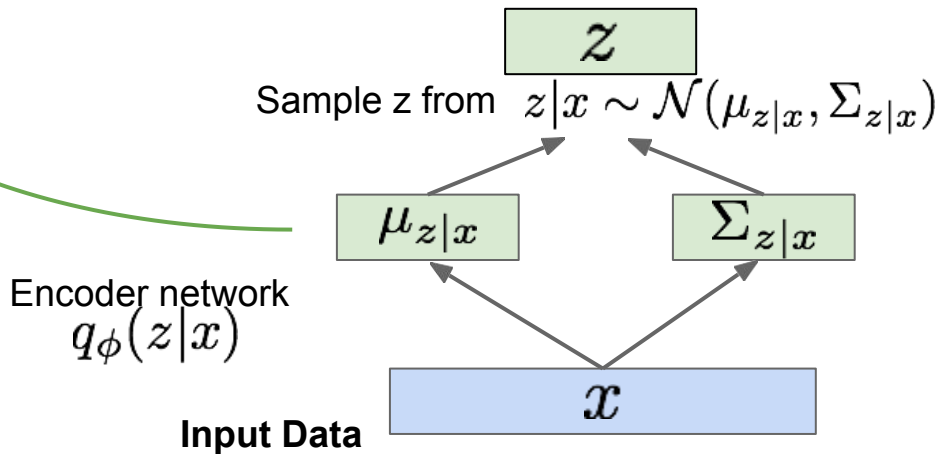 z
Sample z from z|x ∼ 𝒩(μ_{z|x}, Σ_{z|x})
μ_{z|x} Σ_{z|x}
Encoder network
q_ϕ(z|x)
x
Input Data